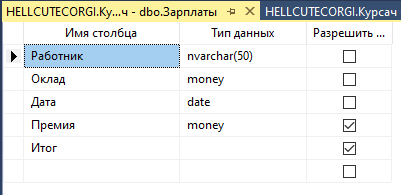 HELLCUTECORGI.Ку...ч - dbo.Зарплаты HELLCUTECORGI.Курсач
Имя столбца Тип данных Разрешить ...
Работник nvarchar(50)
Оклад money
Дата date
Премия money
Итог